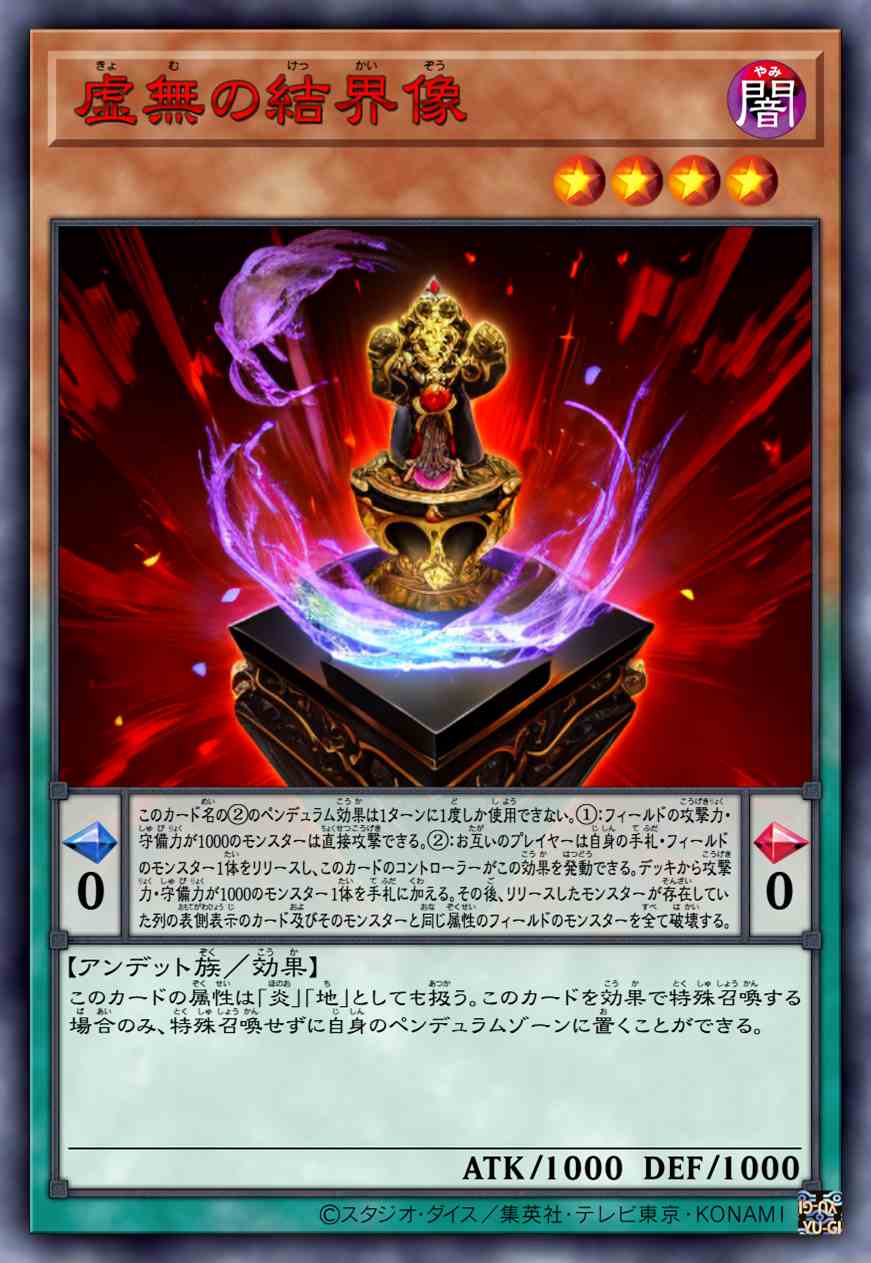 虚無の結界像
闇
このカード名の②のペンデュラム効果は1ターンに1度しか使用できない。①:フィールドの攻撃力・
守備力が1000のモンスターは直接攻撃できる。②:お互いのプレイヤーは自身の手札・フィールド
のモンスター1体をリリースし、このカードのコントローラーがこの効果を発動できる。デッキから攻撃
力・守備力が1000のモンスター1体を手札に加える。その後、リリースしたモンスターが存在してい
た列の表側表示のカード及びそのモンスターと同じ属性のフィールドのモンスターを全て破壊する。
0
0
【アンデット族/効果】
このカードの属性は「炎」「地」としても扱う。このカードを効果で特殊召喚する
場合のみ、特殊召喚せずに自身のペンデュラムゾーンに置くことができる。
ATK/1000 DEF/1000
©スタジオ・ダイス/集英社・テレビ東京・KONAMI
YU-GI